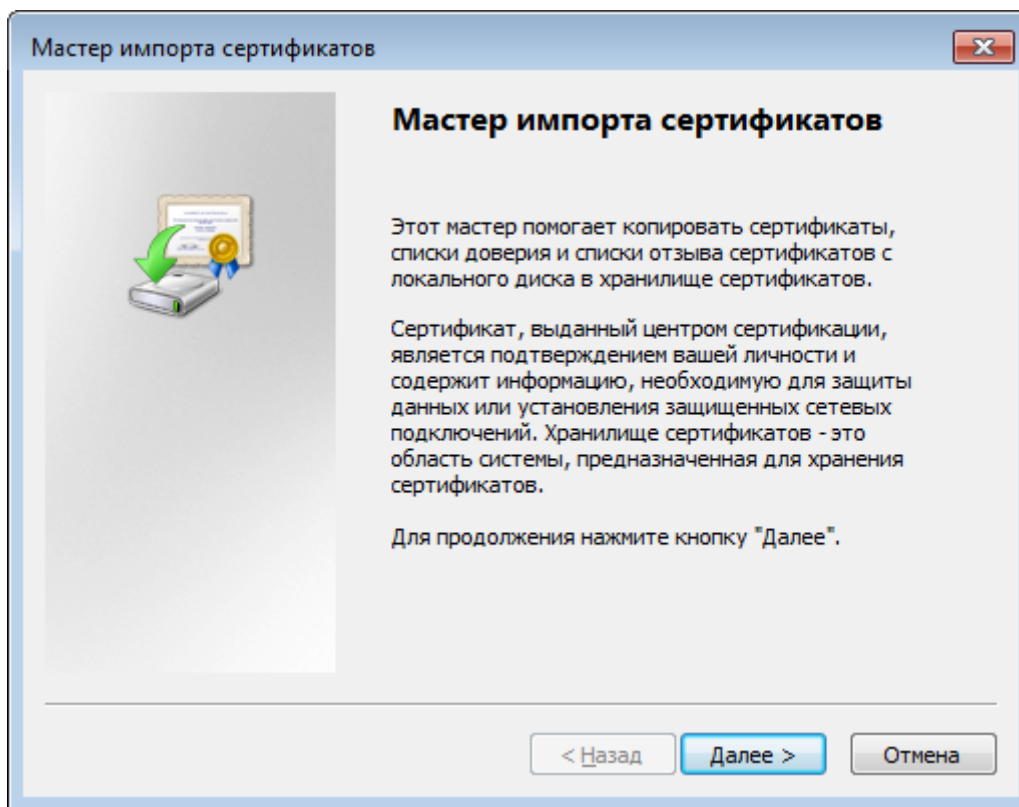 Мастер импорта сертификатов
Мастер импорта сертификатов
Этот мастер помогает копировать сертификаты,
списки доверия и списки отзыва сертификатов с
локального диска в хранилище сертификатов.
Сертификат, выданный центром сертификации,
является подтверждением вашей личности и
содержит информацию, необходимую для защиты
данных или установления защищенных сетевых
подключений. Хранилище сертификатов - это
область системы, предназначенная для хранения
сертификатов.
Для продолжения нажмите кнопку "Далее".
< Назад
Далее >
Отмена